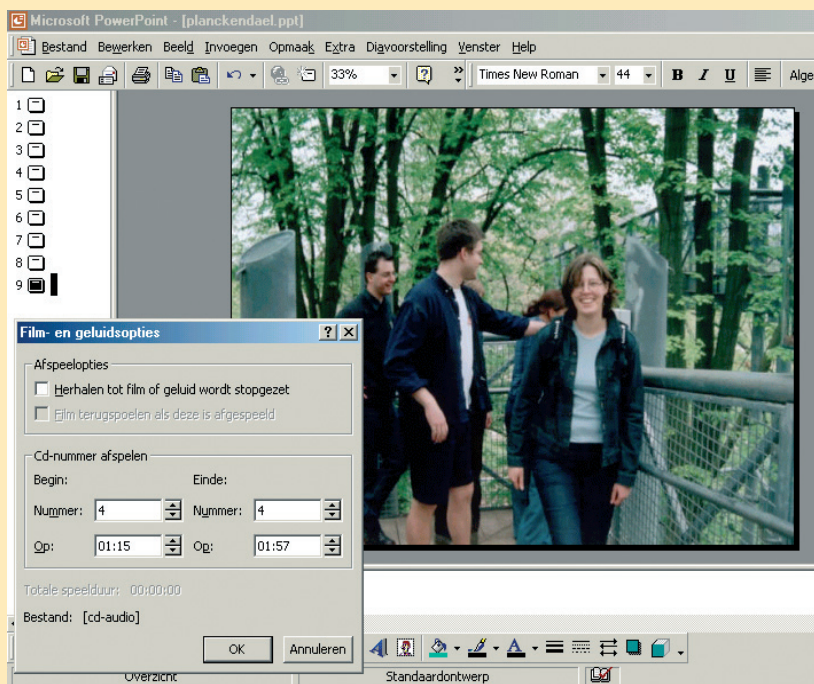 Microsoft PowerPoint - [planckendael.ppt]
Bestand Bewerken Beeld Invoegen Opmaak Extra Diavoorstelling Venster Help
33% Times New Roman 44 B I U Alge
1
2
3
4
5
6
7
8
9
Film- en geluidsopties
Afspeelopties
Herhalen tot film of geluid wordt stopgezet
Film terugspoelen als deze is afgespeeld
Cd-nummer afspelen
Begin: Einde:
Nummer: 4 Nummer: 4
Op: 01:15 Op: 01:57
Totale speelduur: 00:00:00
Bestand: [cd-audio]
OK Annuleren
Overzicht Standaardontwerp